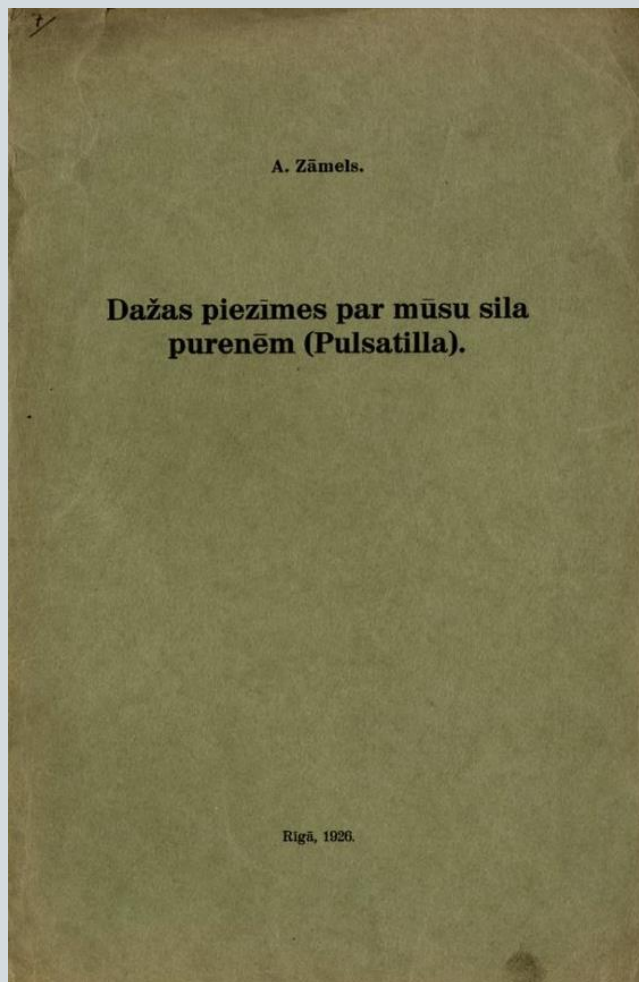 A. Zāmels.
Dažas piezīmes par mūsu sila
purenēm (Pulsatilla).
Rīgā, 1926.